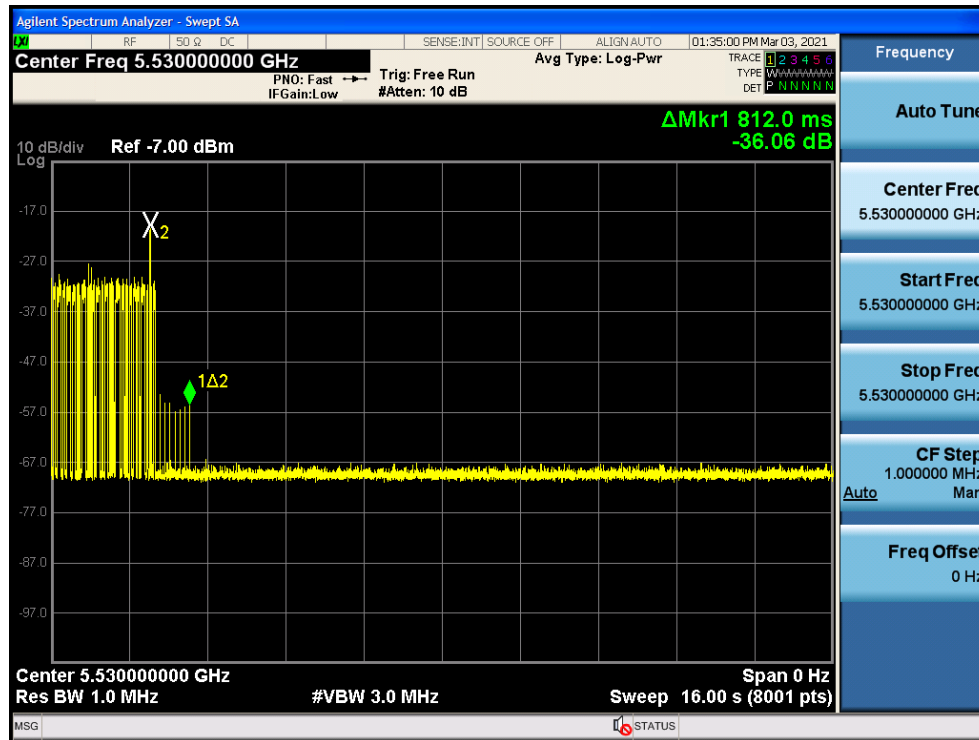 Agilent Spectrum Analyzer - Swept SA
LXI RF 50 Ω DC SENSE:INT SOURCE OFF ALIGN AUTO 01:35:00 PM Mar 03, 2021
Center Freq 5.530000000 GHz Avg Type: Log-Pwr TRACE 1 2 3 4 5 6
PNO: Fast Trig: Free Run TYPE WWWWWW
IFGain:Low #Atten: 10 dB DET P N N N N N
ΔMkr1 812.0 ms
-36.06 dB
10 dB/div Ref -7.00 dBm
Log
-17.0
2
-27.0
-37.0
-47.0
1Δ2
-57.0
-67.0
-77.0
-87.0
-97.0
Center 5.530000000 GHz Span 0 Hz
Res BW 1.0 MHz #VBW 3.0 MHz Sweep 16.00 s (8001 pts)
MSG STATUS
Frequency
Auto Tune
Center Freq
5.530000000 GHz
Start Freq
5.530000000 GHz
Stop Freq
5.530000000 GHz
CF Step
1.000000 MHz
Auto Man
Freq Offset
0 Hz